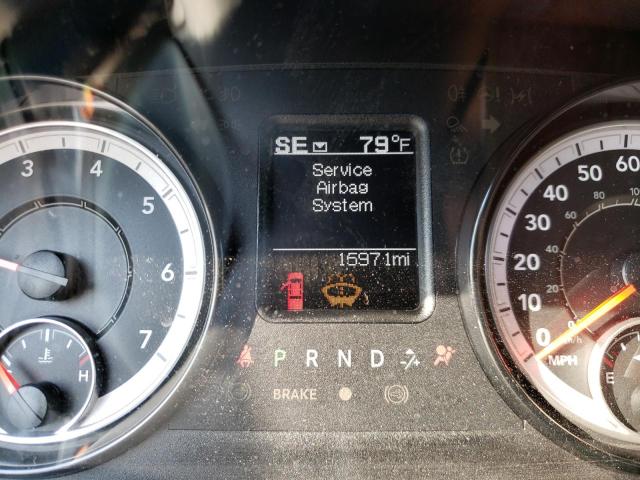 SE 79°F
Service
Airbag
System
15971mi
P R N D
BRAKE
3 4 5 6 7
H
0 10 20 30 40 50 60
80
MPH
E